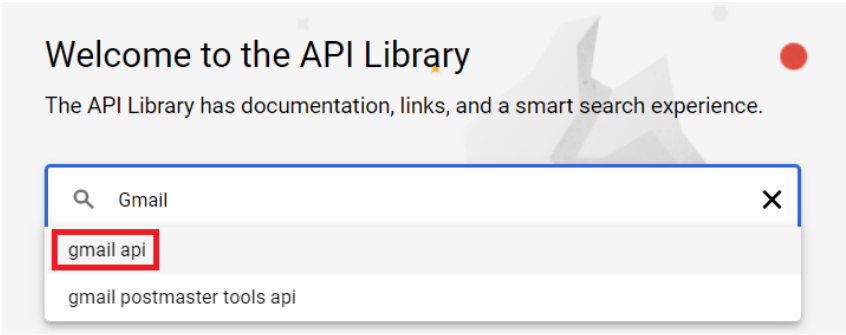 Welcome to the API Library
The API Library has documentation, links, and a smart search experience.
Gmail
gmail api
gmail postmaster tools api